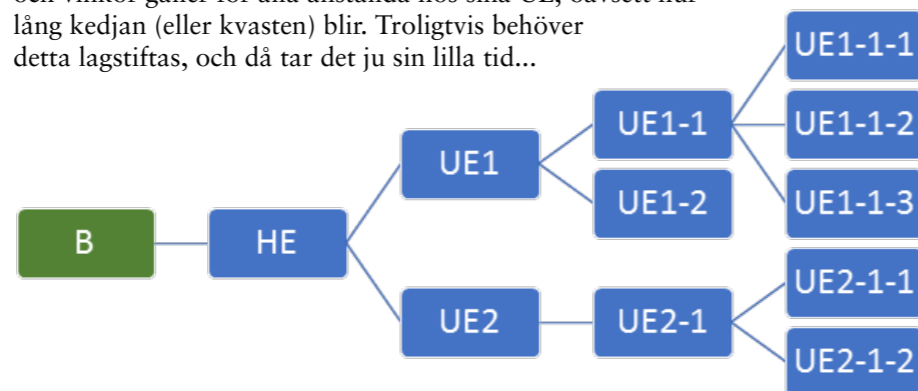 lång kedjan (eller kvasten) blir. Troligtvis behöver
detta lagstiftas, och då tar det ju sin lilla tid...
B
HE
UE1
UE2
UE1-1
UE1-2
UE2-1
UE1-1-1
UE1-1-2
UE1-1-3
UE2-1-1
UE2-1-2